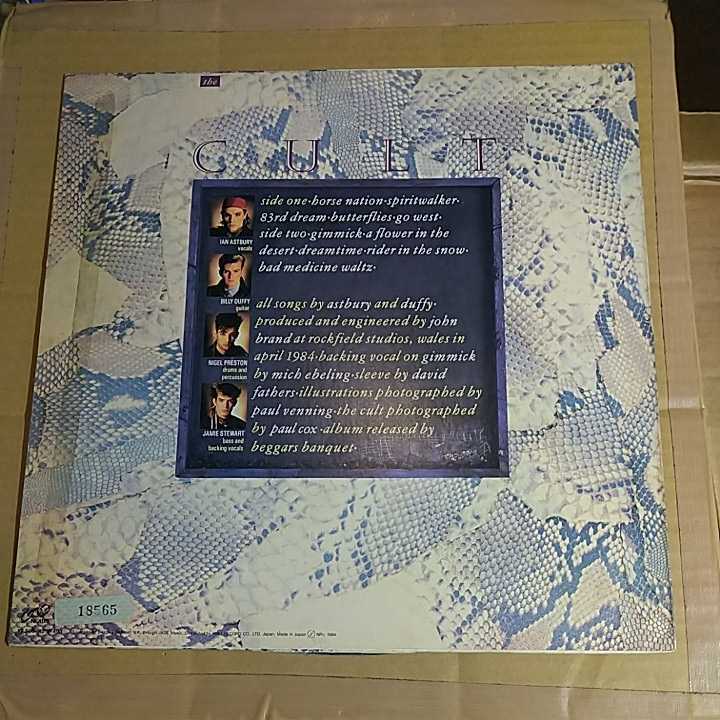 the
CULT
side one·horse nation·spiritwalker·
83rd dream·butterflies·go west·
side two·gimmick·a flower in the
desert·dreamtime·rider in the snow·
bad medicine waltz·
all songs by astbury and duffy·
produced and engineered by john
brand at rockfield studios, wales in
april 1984·backing vocal on gimmick
by mich ebeling·sleeve by david
fathers·illustrations photographed by
paul venning·the cult photographed
by paul cox·album released by
beggars banquet·
IAN ASTBURY
vocals
BILLY DUFFY
guitar
NIGEL PRESTON
drums and
percussion
JAMIE STEWART
bass and
backing vocals
18565
CO. LTD. Japan. Made in Japan